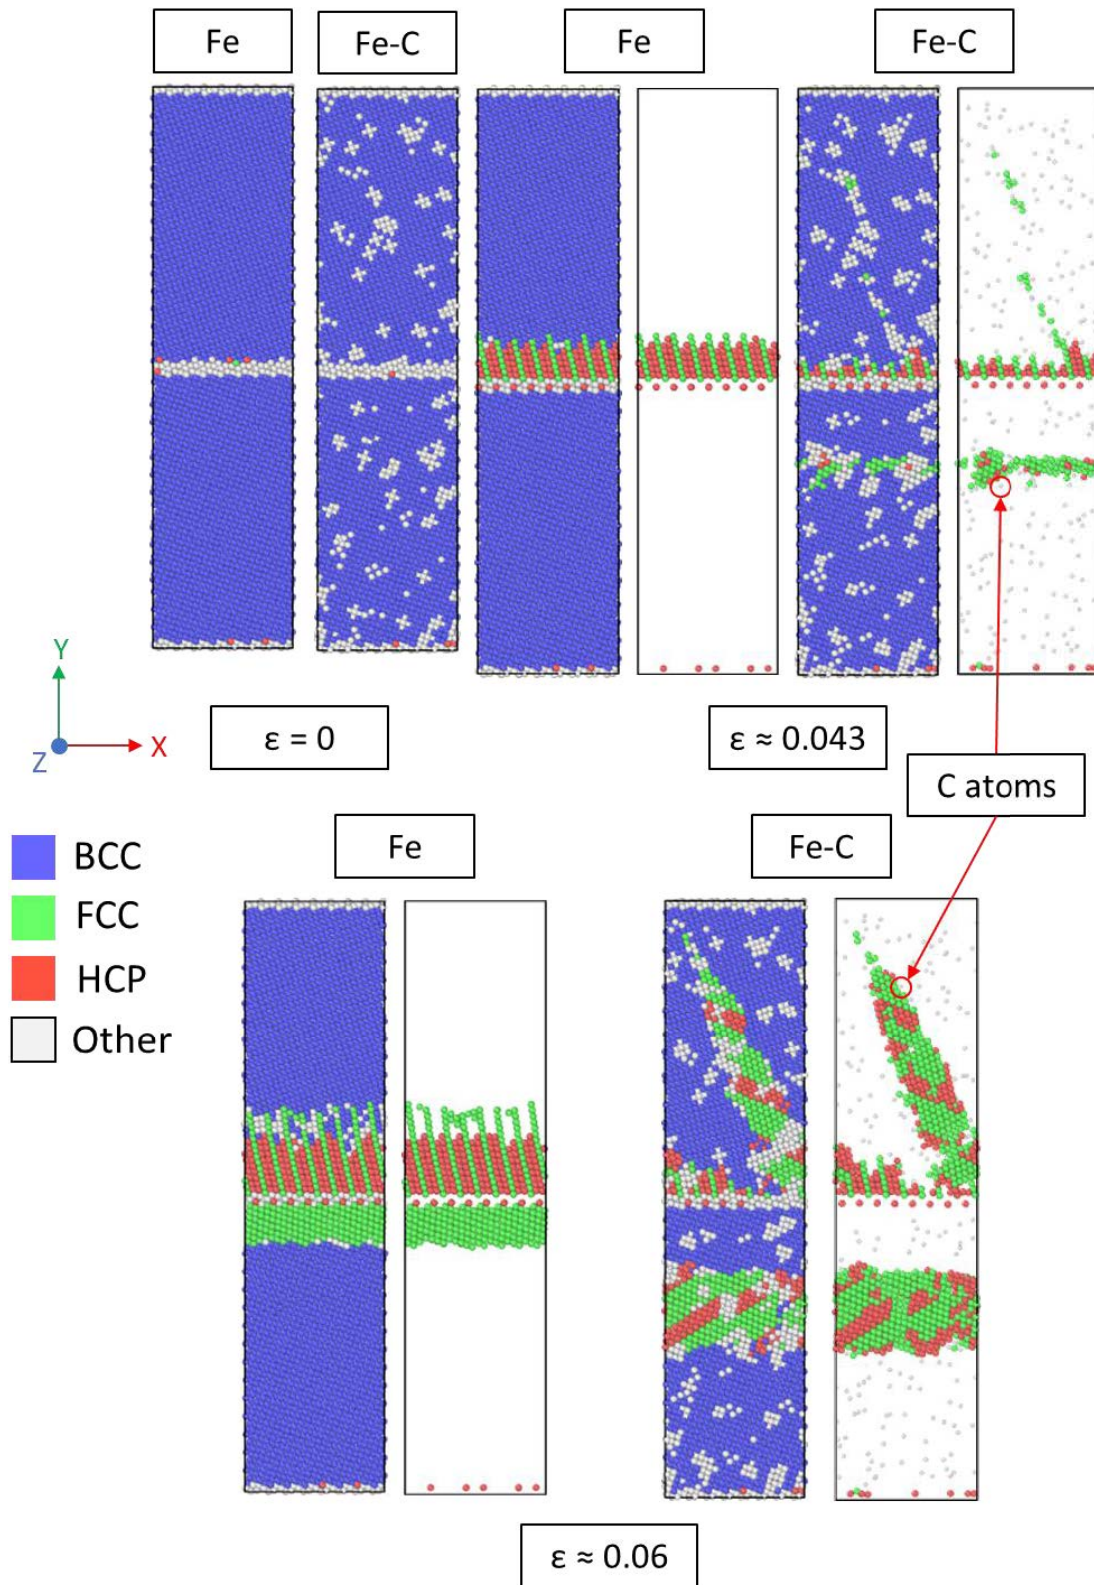 Fe
Fe-C
Fe
Fe-C
Y
Z
X
ε = 0
ε ≈ 0.043
C atoms
BCC
FCC
HCP
Other
Fe
Fe-C
ε ≈ 0.06